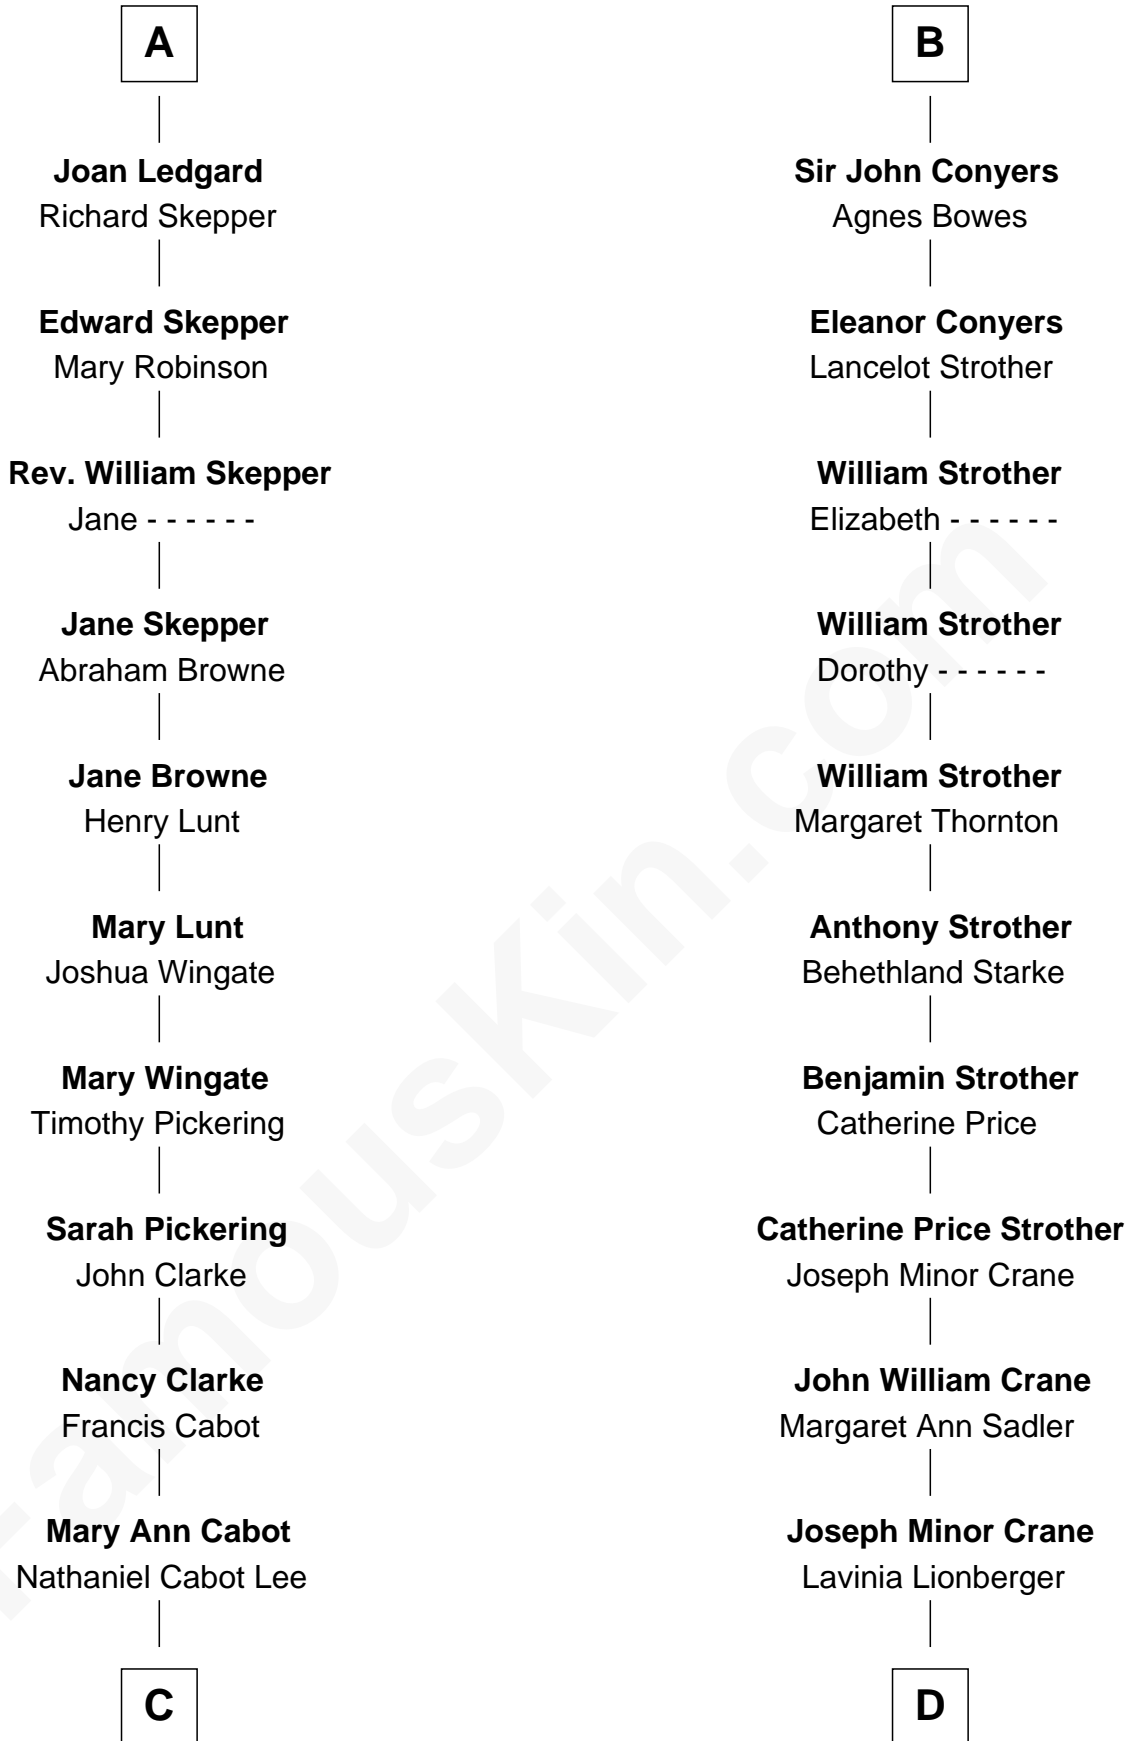 A
Joan Ledgard
Richard Skepper
Edward Skepper
Mary Robinson
Rev. William Skepper
Jane - - - - - -
Jane Skepper
Abraham Browne
Jane Browne
Henry Lunt
Mary Lunt
Joshua Wingate
Mary Wingate
Timothy Pickering
Sarah Pickering
John Clarke
Nancy Clarke
Francis Cabot
Mary Ann Cabot
Nathaniel Cabot Lee
C
B
Sir John Conyers
Agnes Bowes
Eleanor Conyers
Lancelot Strother
William Strother
Elizabeth - - - - - -
William Strother
Dorothy - - - - - -
William Strother
Margaret Thornton
Anthony Strother
Behethland Starke
Benjamin Strother
Catherine Price
Catherine Price Strother
Joseph Minor Crane
John William Crane
Margaret Ann Sadler
Joseph Minor Crane
Lavinia Lionberger
D
FamousKin.com